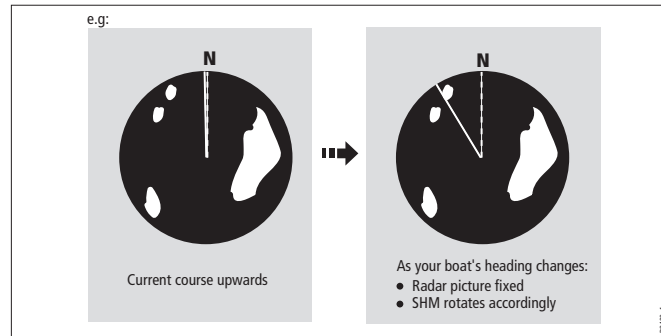 e.g:
N
N
Current course upwards
As your boat's heading changes:
● Radar picture fixed
● SHM rotates accordingly